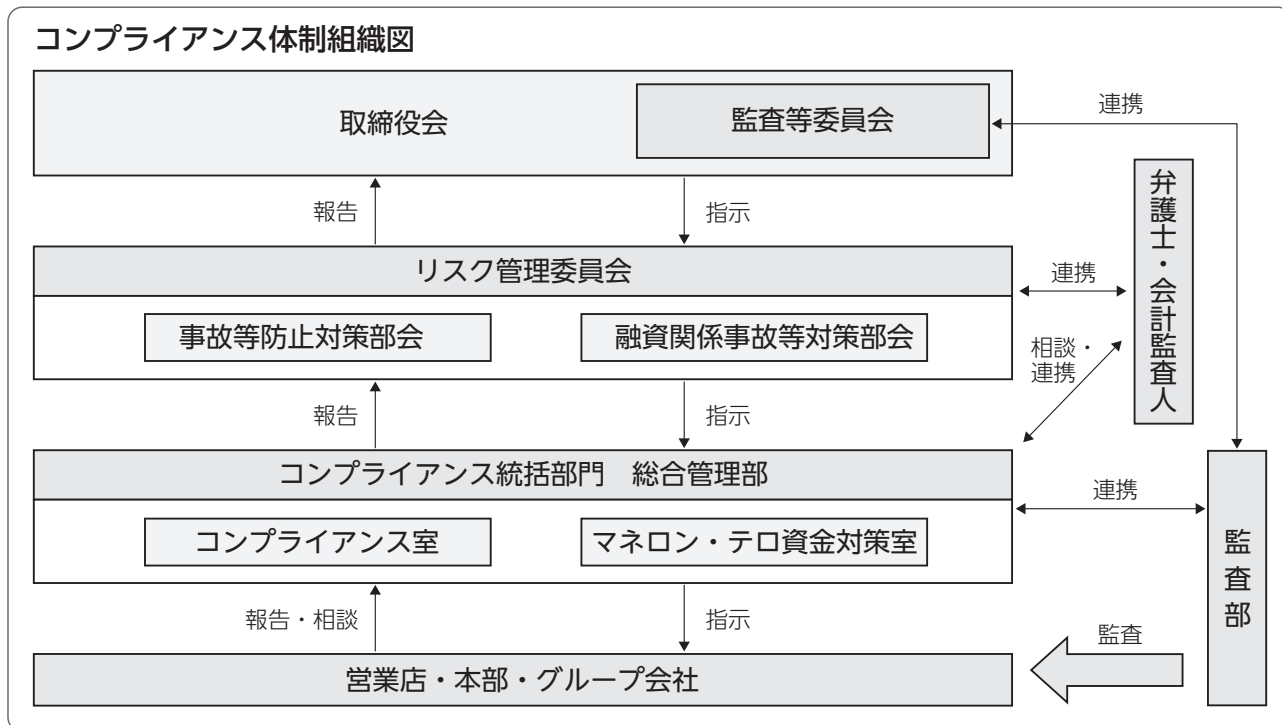 コンプライアンス体制組織図
取締役会
監査等委員会
連携
報告
指示
弁護士・会計監査人
リスク管理委員会
連携
事故等防止対策部会
融資関係事故等対策部会
相談・
連携
報告
指示
コンプライアンス統括部門　総合管理部
連携
コンプライアンス室
マネロン・テロ資金対策室
監査部
報告・相談
指示
監査
営業店・本部・グループ会社